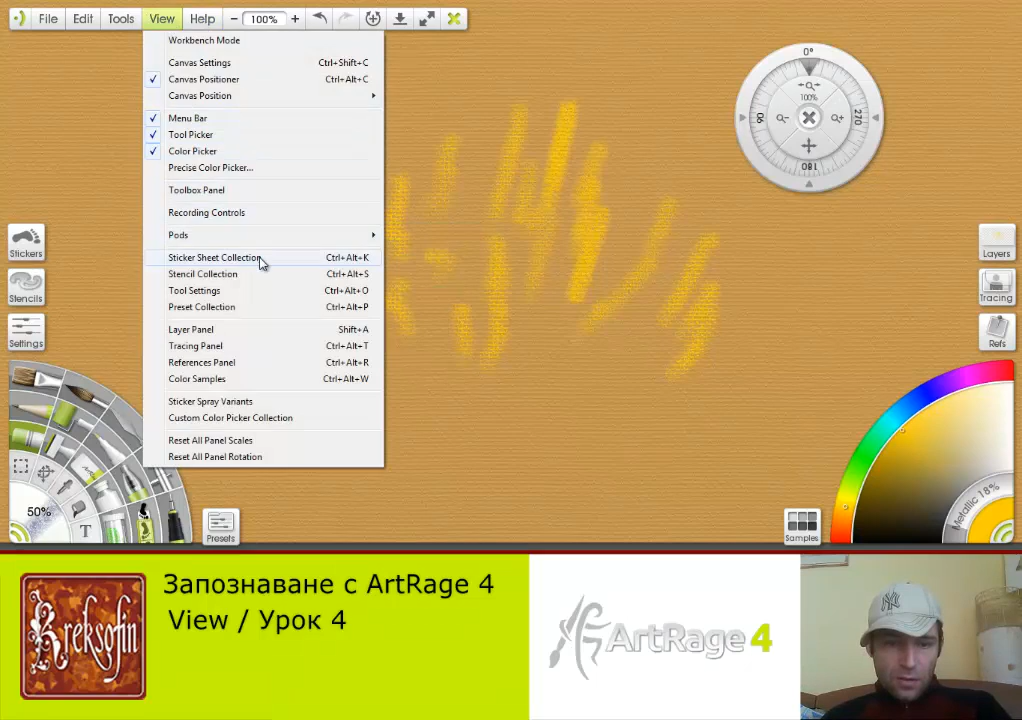 File Edit Tools View Help − 100% +
Workbench Mode
Canvas Settings Ctrl+Shift+C
Canvas Positioner Ctrl+Alt+C
Canvas Position
Menu Bar
Tool Picker
Color Picker
Precise Color Picker...
Toolbox Panel
Recording Controls
Pods
Sticker Sheet Collection Ctrl+Alt+K
Stencil Collection Ctrl+Alt+S
Tool Settings Ctrl+Alt+O
Preset Collection Ctrl+Alt+P
Layer Panel Shift+A
Tracing Panel Ctrl+Alt+T
References Panel Ctrl+Alt+R
Color Samples Ctrl+Alt+W
Sticker Spray Variants
Custom Color Picker Collection
Reset All Panel Scales
Reset All Panel Rotation
0°
100%
90
270
180
Stickers
Stencils
Settings
Layers
Tracing
Refs
50%
T
Presets
Samples
Metallic 18%
Запознаване с ArtRage 4
View / Урок 4
Kreksofin
ArtRage 4